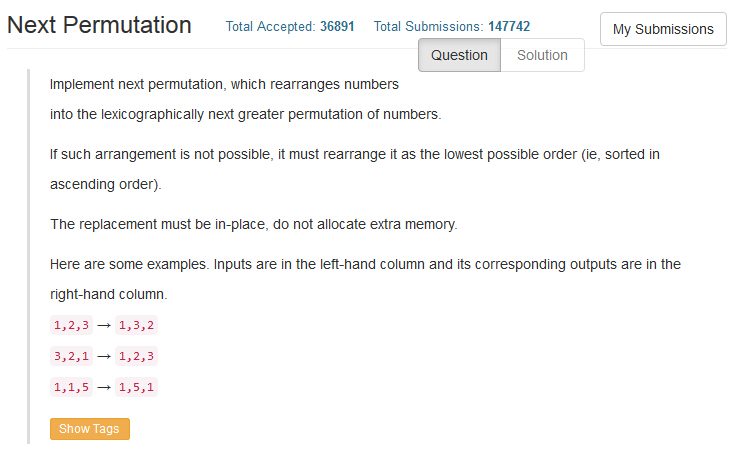 Next Permutation Total Accepted: 36891 Total Submissions: 147742 My Submissions
Question Solution
Implement next permutation, which rearranges numbers
into the lexicographically next greater permutation of numbers.
If such arrangement is not possible, it must rearrange it as the lowest possible order (ie, sorted in
ascending order).
The replacement must be in-place, do not allocate extra memory.
Here are some examples. Inputs are in the left-hand column and its corresponding outputs are in the
right-hand column.
1,2,3 → 1,3,2
3,2,1 → 1,2,3
1,1,5 → 1,5,1
Show Tags